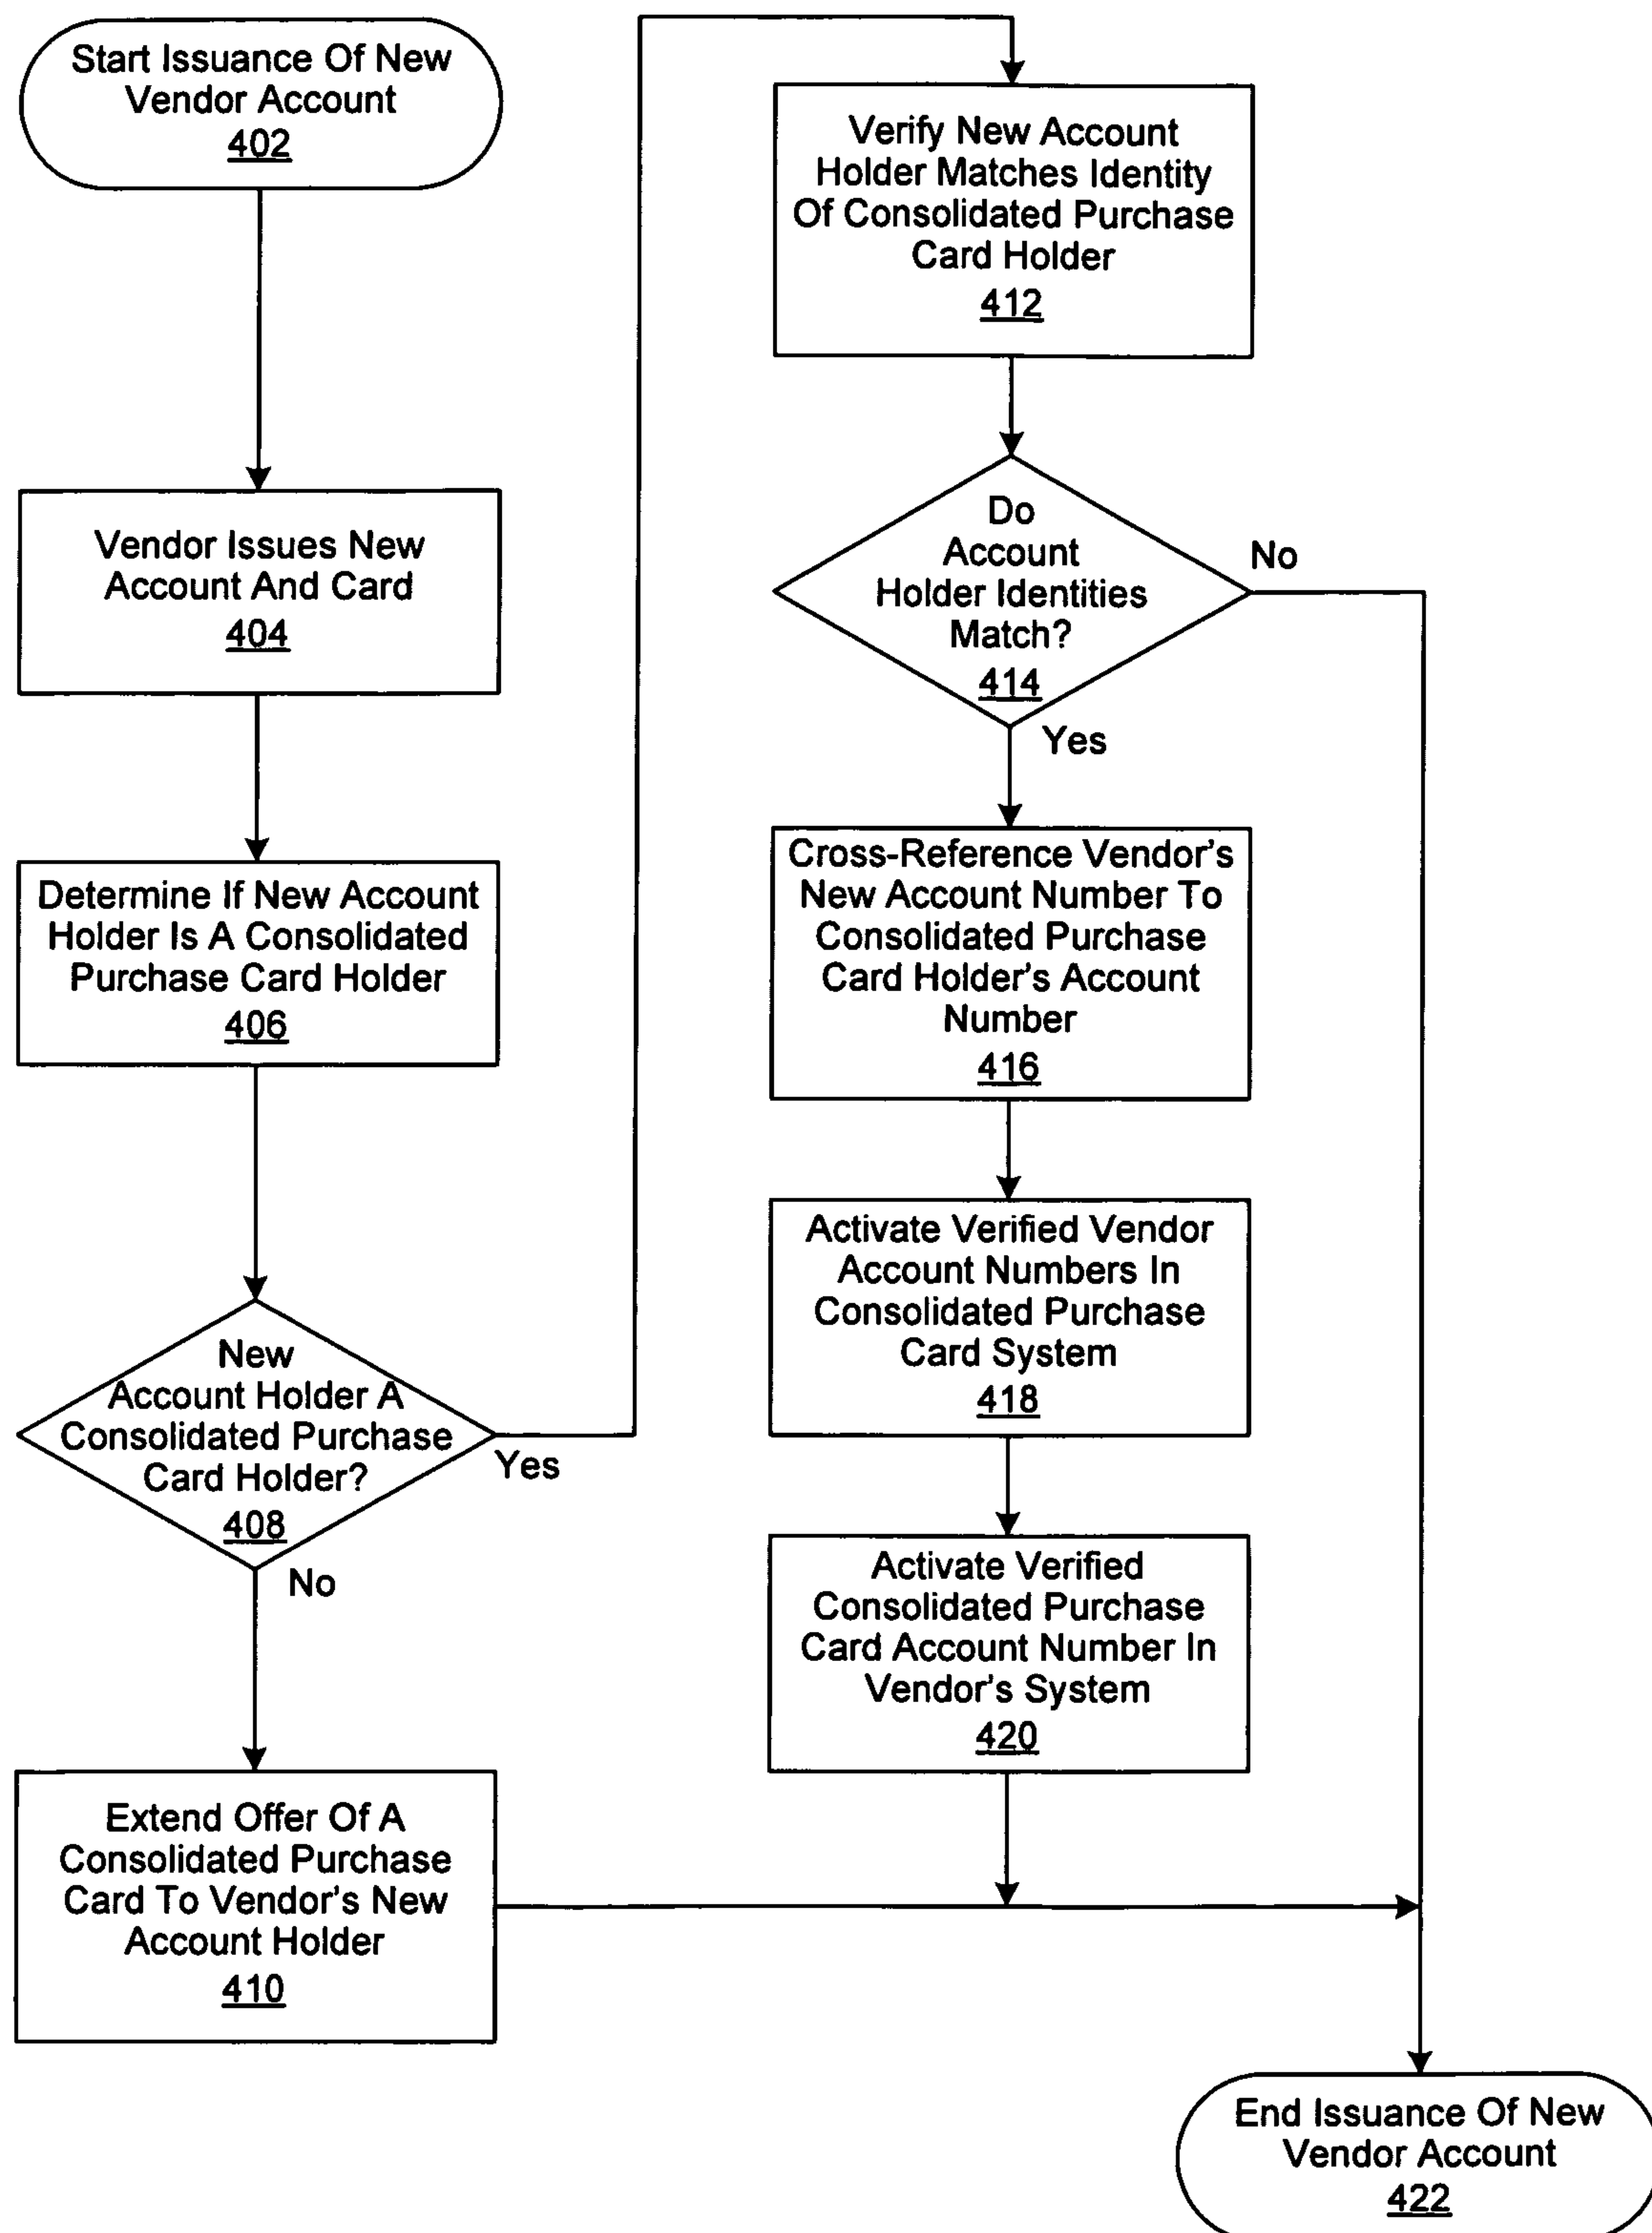 Start Issuance Of New
Vendor Account
402
Vendor Issues New
Account And Card
404
Determine If New Account
Holder Is A Consolidated
Purchase Card Holder
406
New
Account Holder A
Consolidated Purchase
Card Holder?
408
Yes
No
Extend Offer Of A
Consolidated Purchase
Card To Vendor's New
Account Holder
410
Verify New Account
Holder Matches Identity
Of Consolidated Purchase
Card Holder
412
Do
Account
Holder Identities
Match?
414
No
Yes
Cross-Reference Vendor's
New Account Number To
Consolidated Purchase
Card Holder's Account
Number
416
Activate Verified Vendor
Account Numbers In
Consolidated Purchase
Card System
418
Activate Verified
Consolidated Purchase
Card Account Number In
Vendor's System
420
End Issuance Of New
Vendor Account
422